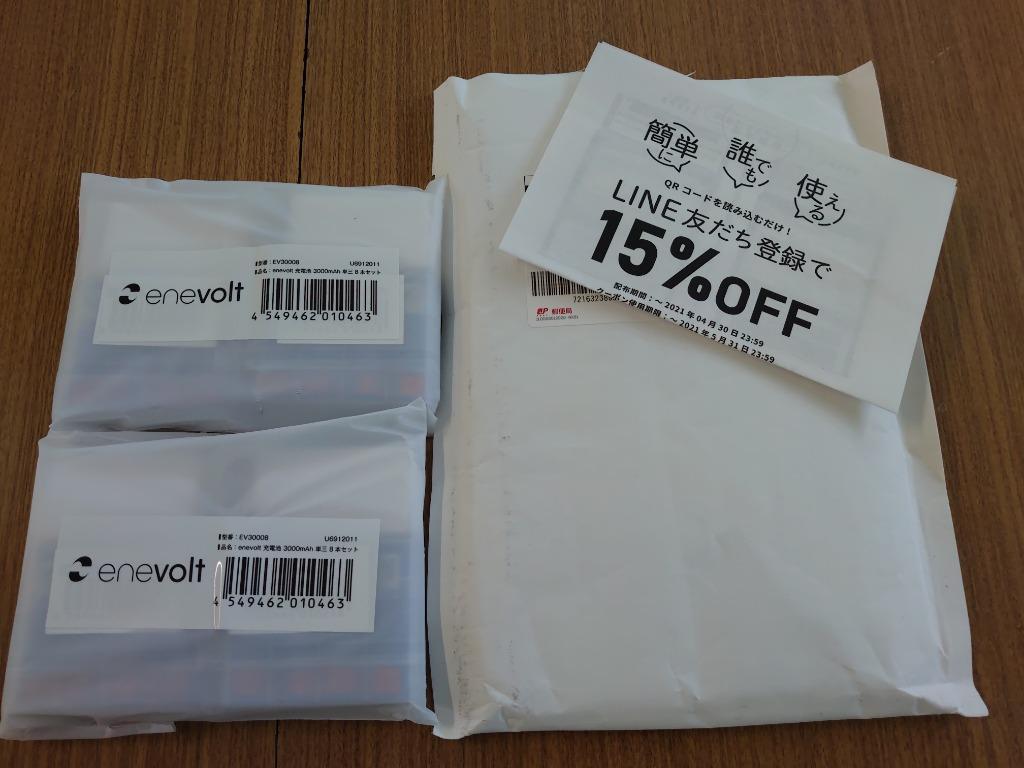 型番：EV30008 U6912011
品名：enevolt 充電池 3000mAh 単三 8本セット
enevolt
4 549462 010463
型番：EV30008 U6912011
品名：enevolt 充電池 3000mAh 単三 8本セット
enevolt
4 549462 010463
簡単に
誰でも
使える
QRコードを読み込むだけ！
LINE 友だち登録で
15%OFF
配布期間：～2021年04月30日23:59
クーポン使用期限：～2021年5月31日23:59
7216323
郵便局